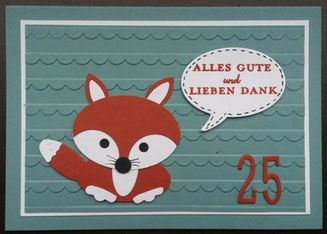 ALLES GUTE
und
LIEBEN DANK
25